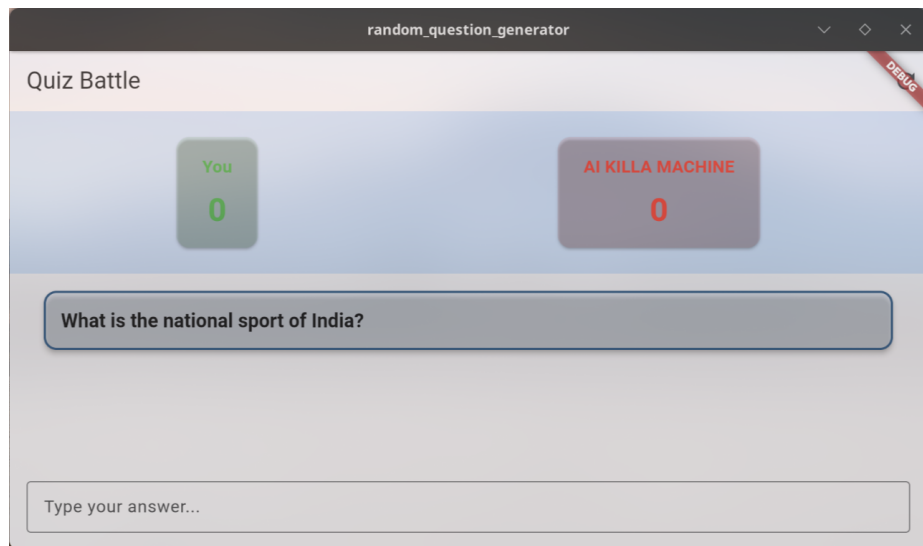 random_question_generator
Quiz Battle
DEBUG
You
0
AI KILLA MACHINE
0
What is the national sport of India?
Type your answer...